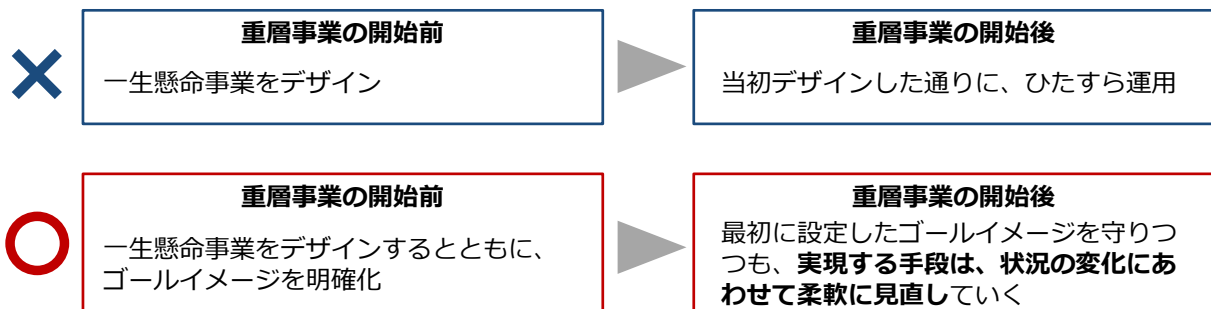 重層事業の開始前
一生懸命事業をデザイン
重層事業の開始後
当初デザインした通りに、ひたすら運用
重層事業の開始前
一生懸命事業をデザインするとともに、
ゴールイメージを明確化
重層事業の開始後
最初に設定したゴールイメージを守りつ
つも、実現する手段は、状況の変化にあ
わせて柔軟に見直していく